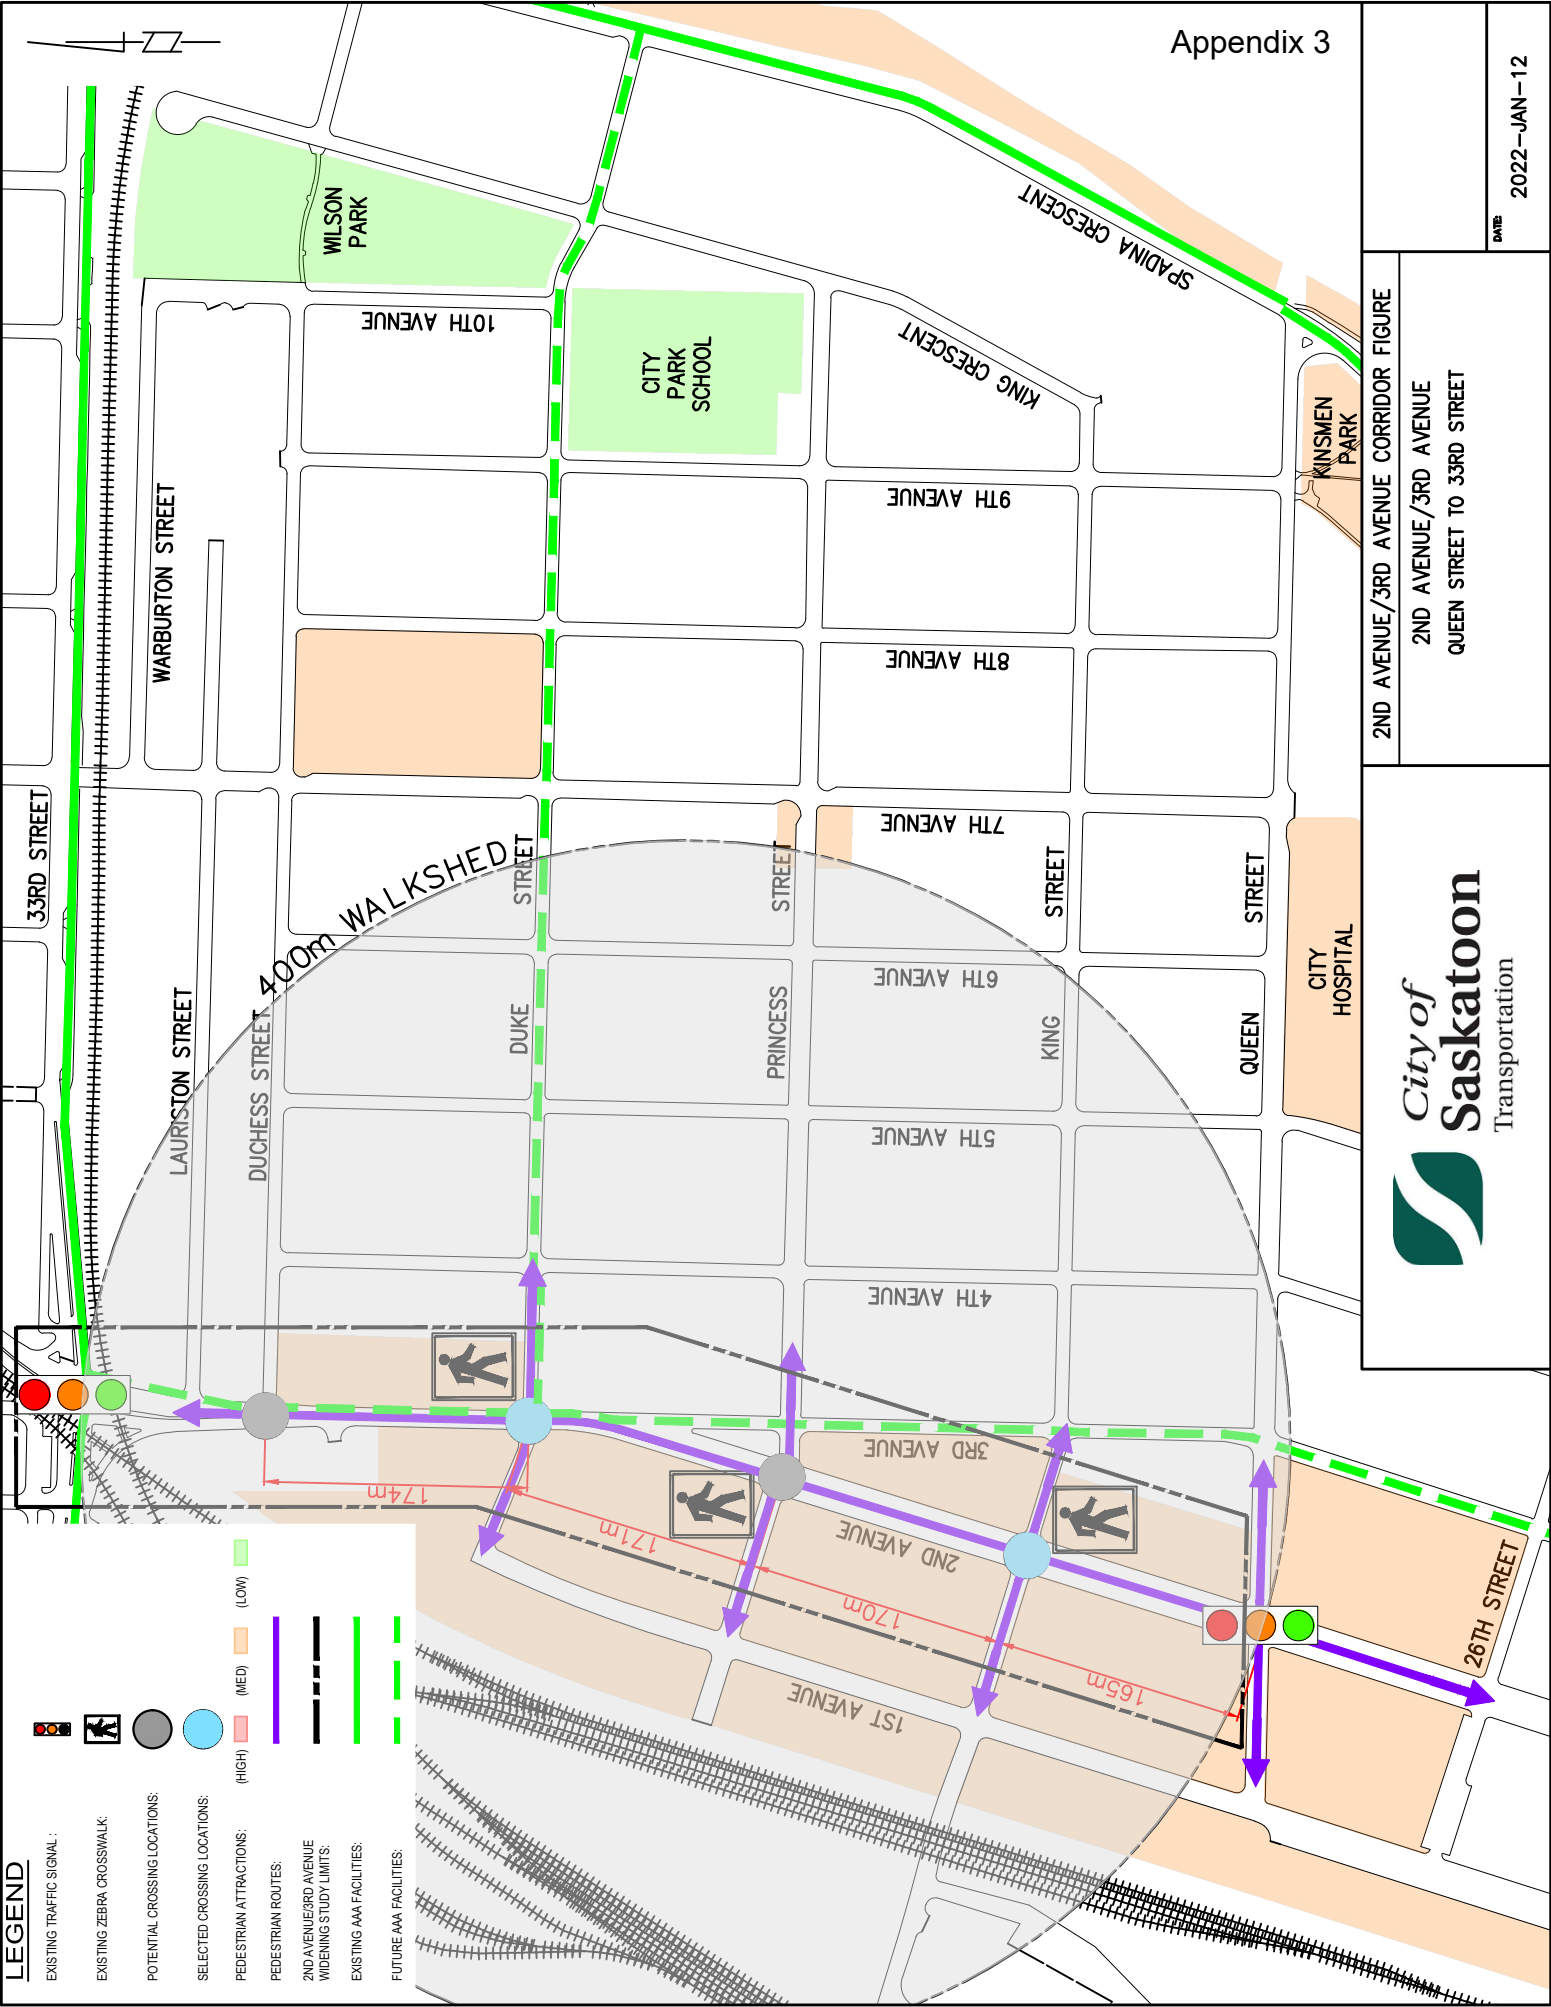 Appendix 3
33RD STREET
WARBURTON STREET
LAURISTON STREET
DUCHESS STREET
400m WALKSHED
DUKE
STREET
PRINCESS
STREET
KING
STREET
QUEEN
STREET
26TH STREET
WILSON
PARK
CITY
PARK
SCHOOL
KINSMEN
PARK
CITY
HOSPITAL
SPADINA CRESCENT
KING CRESCENT
10TH AVENUE
9TH AVENUE
8TH AVENUE
7TH AVENUE
6TH AVENUE
5TH AVENUE
4TH AVENUE
3RD AVENUE
2ND AVENUE
1ST AVENUE
174m
171m
170m
165m
LEGEND
EXISTING TRAFFIC SIGNAL :
EXISTING ZEBRA CROSSWALK:
POTENTIAL CROSSING LOCATIONS:
SELECTED CROSSING LOCATIONS:
PEDESTRIAN ATTRACTIONS: (HIGH) (MED) (LOW)
PEDESTRIAN ROUTES:
2ND AVENUE/3RD AVENUE
WIDENING STUDY LIMITS:
EXISTING AAA FACILITIES:
FUTURE AAA FACILITIES:
City of
Saskatoon
Transportation
2ND AVENUE/3RD AVENUE CORRIDOR FIGURE
2ND AVENUE/3RD AVENUE
QUEEN STREET TO 33RD STREET
DATE:
2022-JAN-12